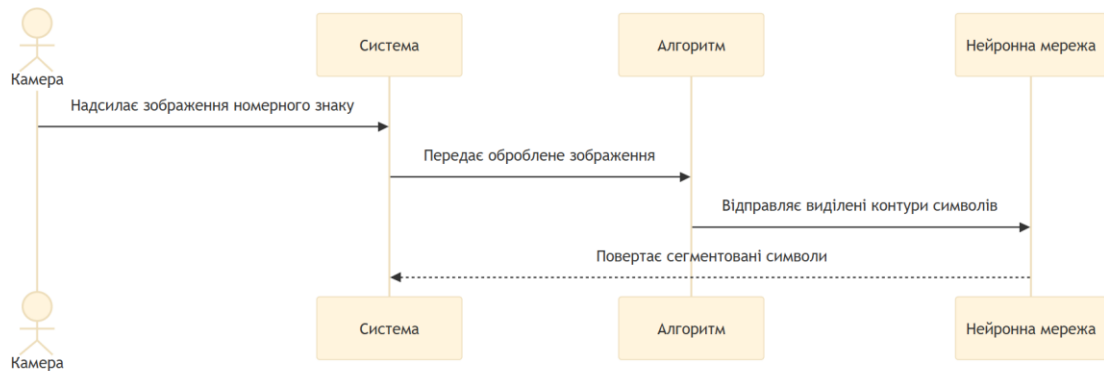 Камера
Система
Алгоритм
Нейронна мережа
Надсилає зображення номерного знаку
Передає оброблене зображення
Відправляє виділені контури символів
Повертає сегментовані символи
Камера
Система
Алгоритм
Нейронна мережа